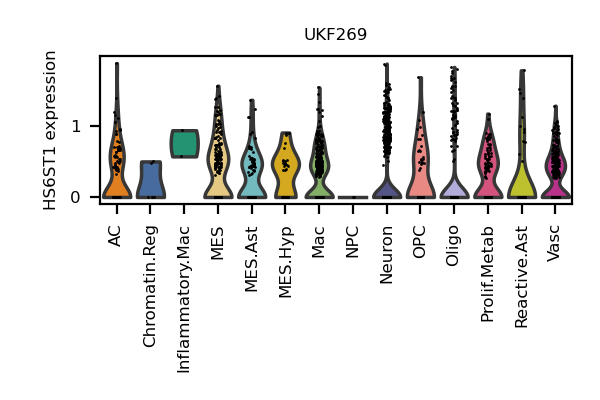 UKF269
HS6ST1 expression
1
0
AC
Chromatin.Reg
Inflammatory.Mac
MES
MES.Ast
MES.Hyp
Mac
NPC
Neuron
OPC
Oligo
Prolif.Metab
Reactive.Ast
Vasc